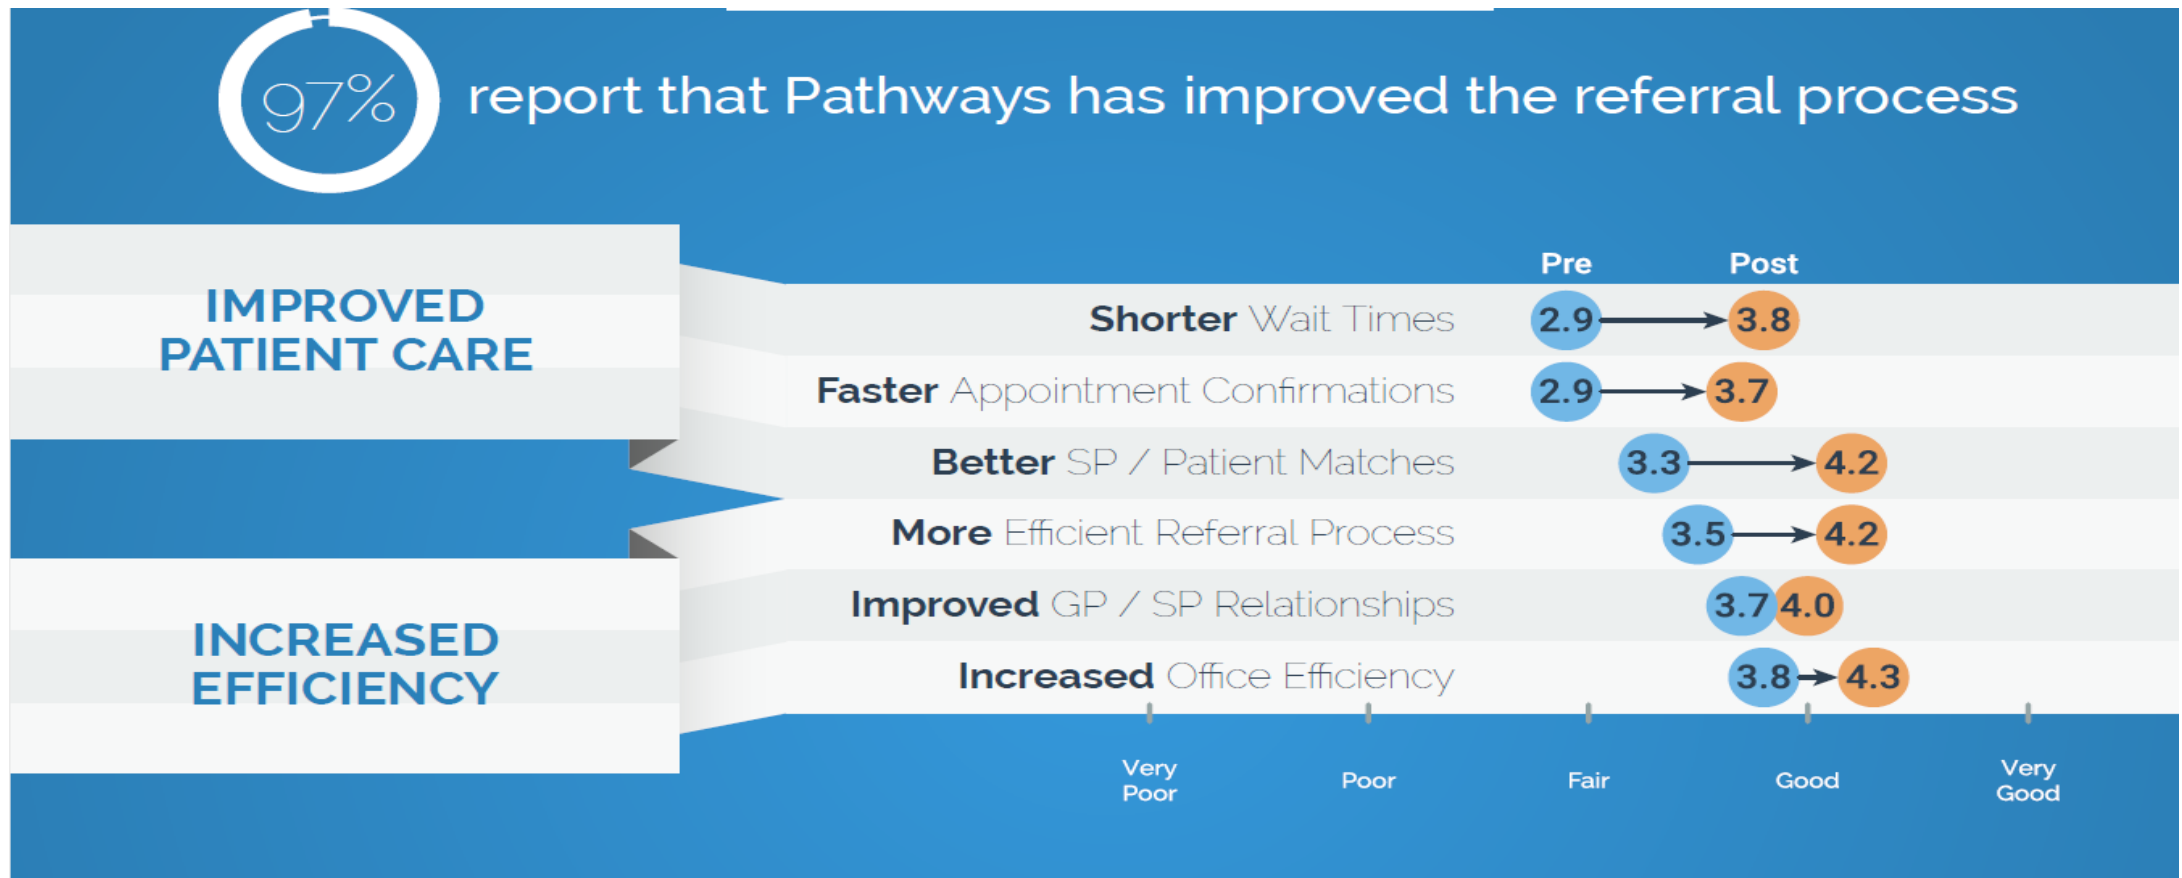 97% report that Pathways has improved the referral process
IMPROVED
PATIENT CARE
Pre Post
Shorter Wait Times 2.9 3.8
Faster Appointment Confirmations 2.9 3.7
Better SP / Patient Matches 3.3 4.2
More Efficient Referral Process 3.5 4.2
Improved GP / SP Relationships 3.7 4.0
Increased Office Efficiency 3.8 4.3
INCREASED
EFFICIENCY
Very
Poor
Poor
Fair
Good
Very
Good